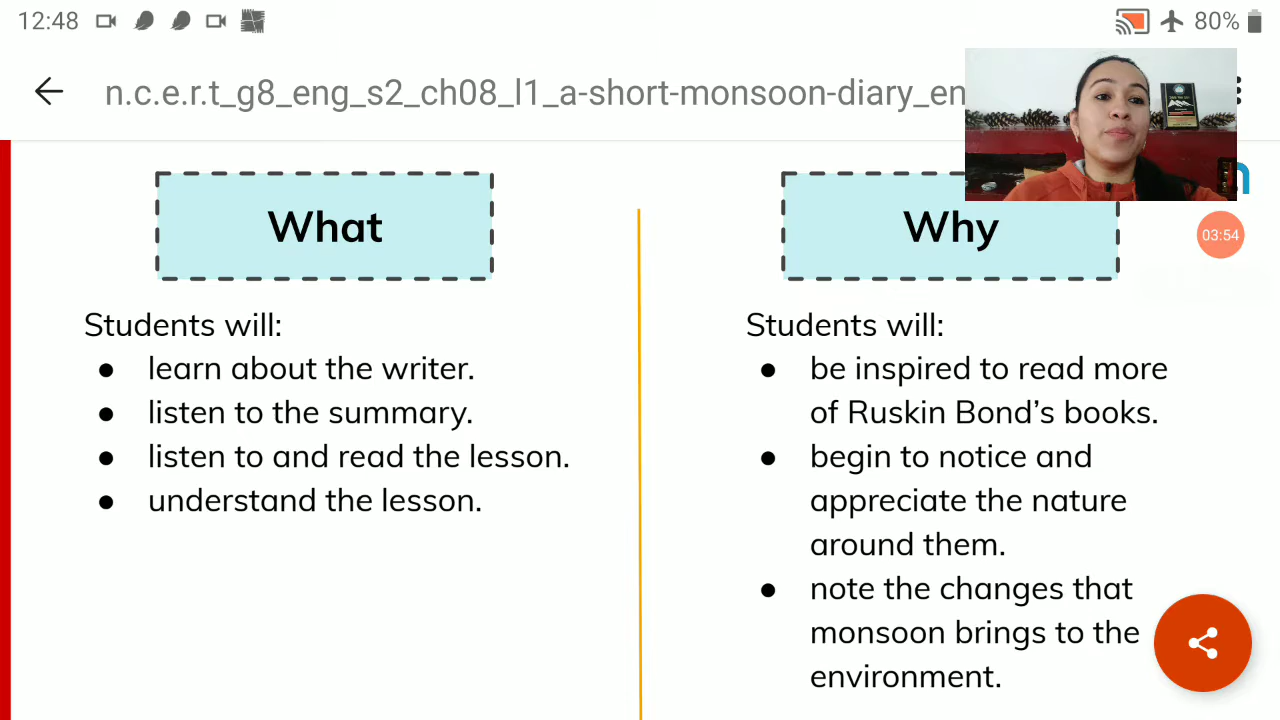 12:48
80%
n.c.e.r.t_g8_eng_s2_ch08_l1_a-short-monsoon-diary_en
What
Students will:
● learn about the writer.
● listen to the summary.
● listen to and read the lesson.
● understand the lesson.
Why
03:54
Students will:
● be inspired to read more
of Ruskin Bond's books.
● begin to notice and
appreciate the nature
around them.
● note the changes that
monsoon brings to the
environment.